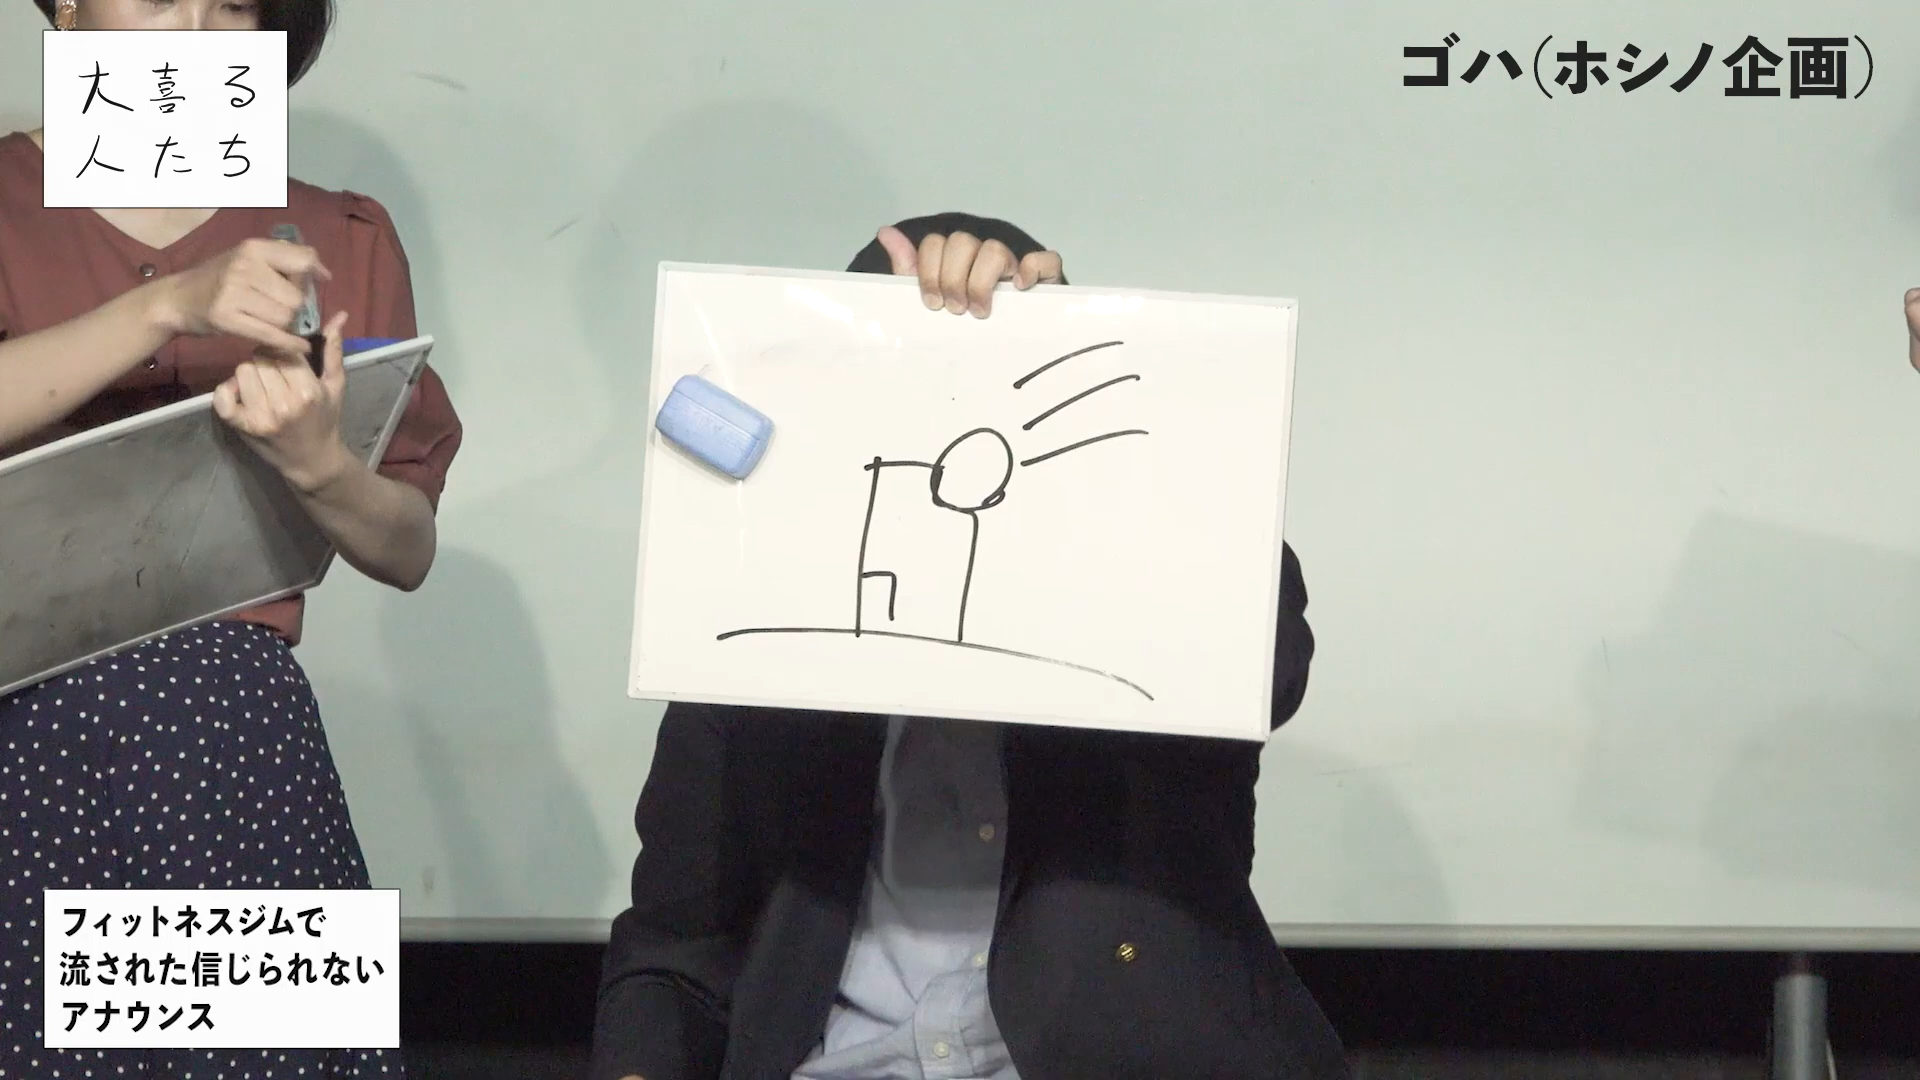 大喜る
人たち
ゴハ(ホシノ企画)
フィットネスジムで
流された信じられない
アナウンス